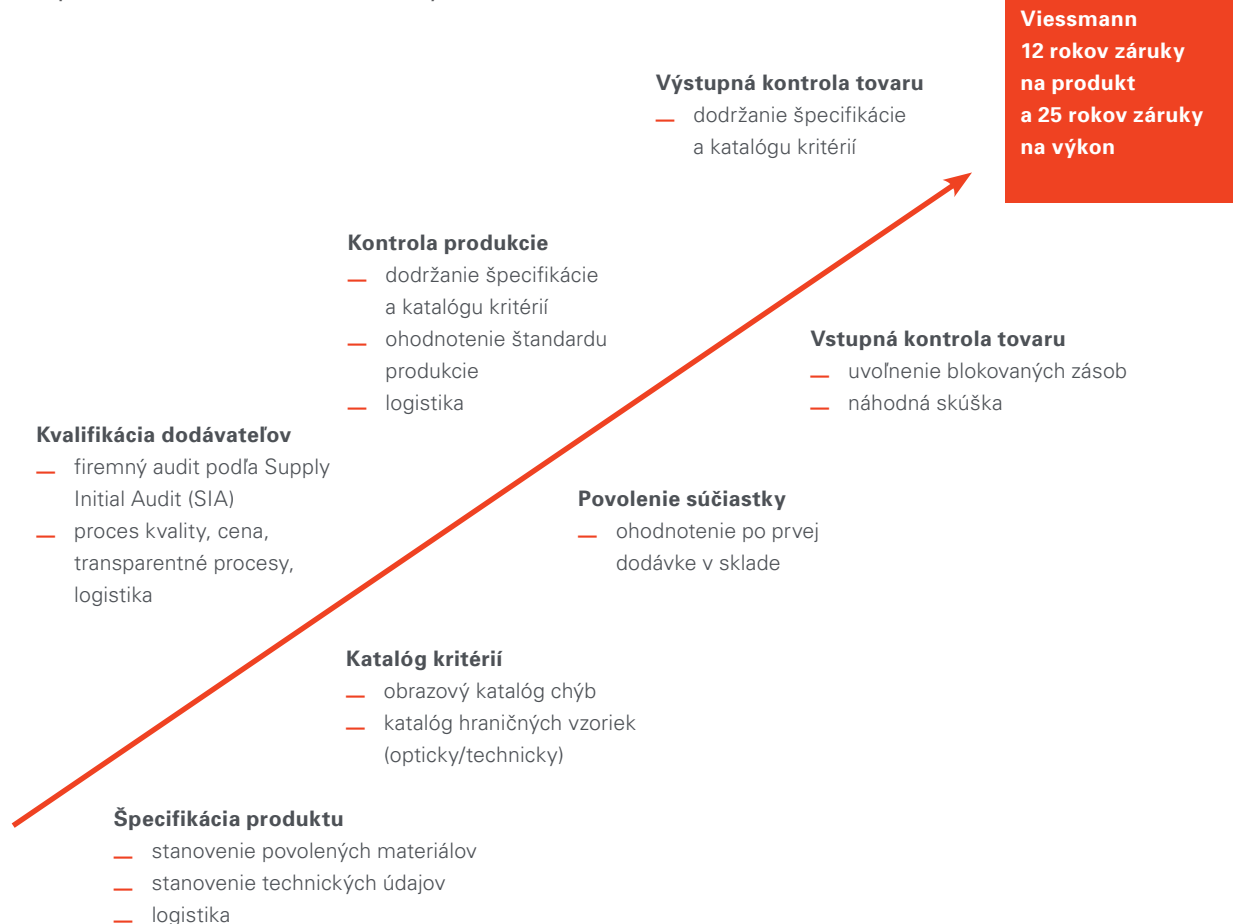 Viessmann
12 rokov záruky
na produkt
a 25 rokov záruky
na výkon
Výstupná kontrola tovaru
dodržanie špecifikácie
a katalógu kritérií
Kontrola produkcie
dodržanie špecifikácie
a katalógu kritérií
ohodnotenie štandardu
produkcie
logistika
Vstupná kontrola tovaru
uvoľnenie blokovaných zásob
náhodná skúška
Kvalifikácia dodávateľov
firemný audit podľa Supply
Initial Audit (SIA)
proces kvality, cena,
transparentné procesy,
logistika
Povolenie súčiastky
ohodnotenie po prvej
dodávke v sklade
Katalóg kritérií
obrazový katalóg chýb
katalóg hraničných vzoriek
(opticky/technicky)
Špecifikácia produktu
stanovenie povolených materiálov
stanovenie technických údajov
logistika